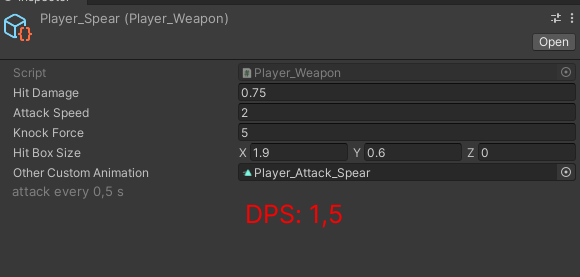 Player_Spear (Player_Weapon)
Open
Script Player_Weapon
Hit Damage 0.75
Attack Speed 2
Knock Force 5
Hit Box Size X 1.9 Y 0.6 Z 0
Other Custom Animation Player_Attack_Spear
attack every 0,5 s
DPS: 1,5